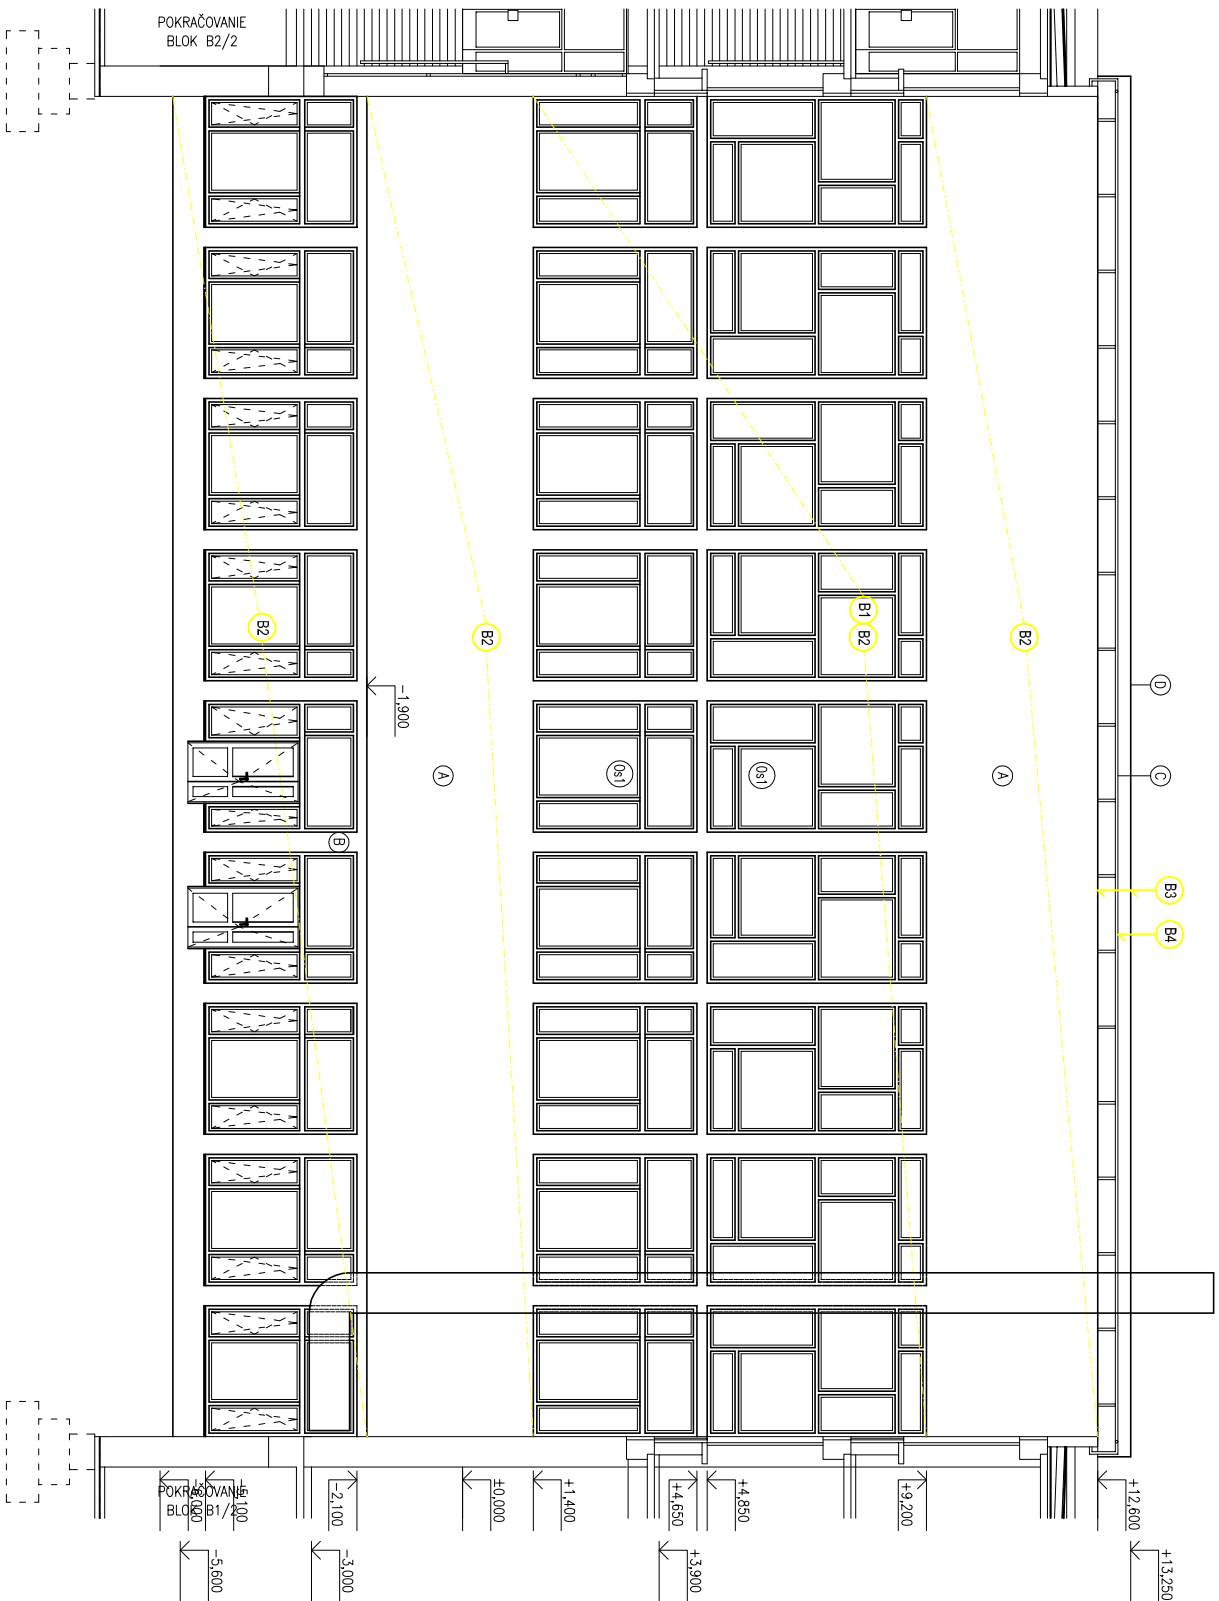 POKRAČOVANIE
BLOK B2/2
B2
B2
B1
B2
B2
D
-1,900
A
Os1
Os1
A
C
B
B3
B4
POKRAČOVANIE
BLOK B1/2
-5,100
-2,100
±0,000
+1,400
+4,650
+4,850
+9,200
+12,600
-5,600
-3,000
+3,900
+13,250